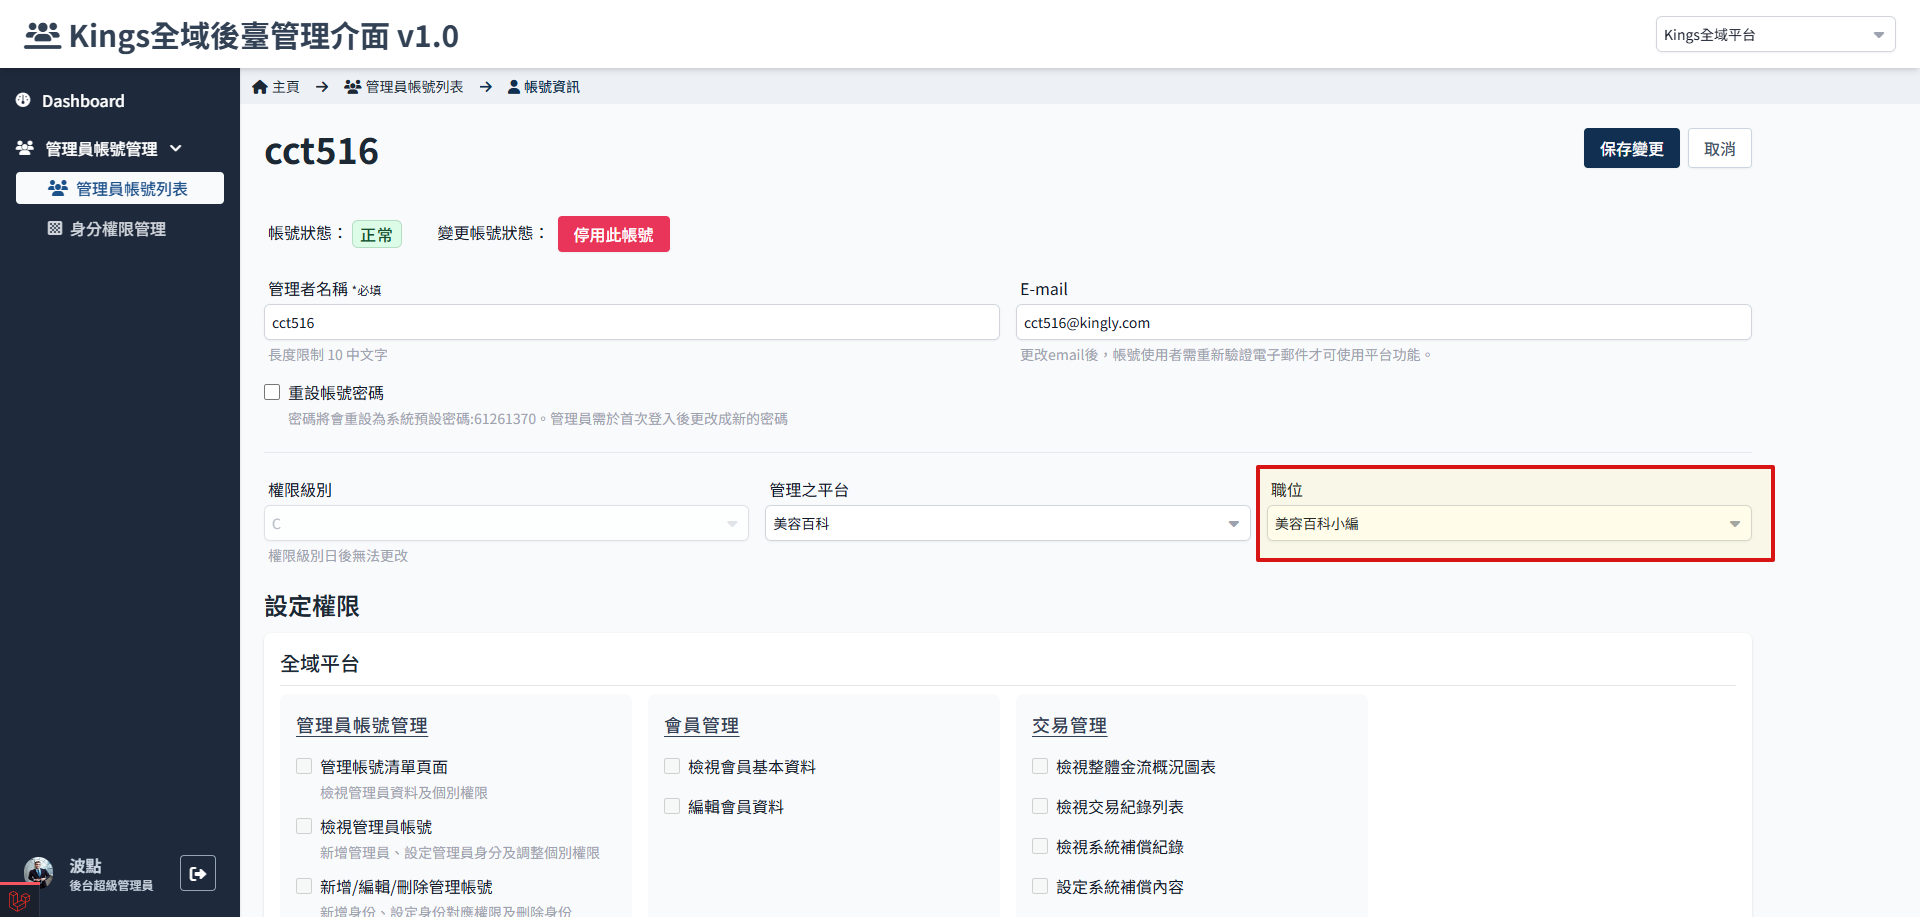 Kings全域後臺管理介面 v1.0
Kings全域平台
Dashboard
管理員帳號管理
管理員帳號列表
身分權限管理
主頁 → 管理員帳號列表 → 帳號資訊
cct516
保存變更
取消
帳號狀態：
正常
變更帳號狀態：
停用此帳號
管理者名稱 *必填
cct516
長度限制 10 中文字
E-mail
cct516@kingly.com
更改email後，帳號使用者需重新驗證電子郵件才可使用平台功能。
重設帳號密碼
密碼將會重設為系統預設密碼:61261370。管理員需於首次登入後更改成新的密碼
權限級別
C
權限級別日後無法更改
管理之平台
美容百科
職位
美容百科小編
設定權限
全域平台
管理員帳號管理
管理帳號清單頁面
檢視管理員資料及個別權限
檢視管理員帳號
新增管理員、設定管理員身分及調整個別權限
新增/編輯/刪除管理帳號
新增身份、設定身份對應權限及刪除身份
會員管理
檢視會員基本資料
編輯會員資料
交易管理
檢視整體金流概況圖表
檢視交易紀錄列表
檢視系統補償紀錄
設定系統補償內容
波點
後台超級管理員